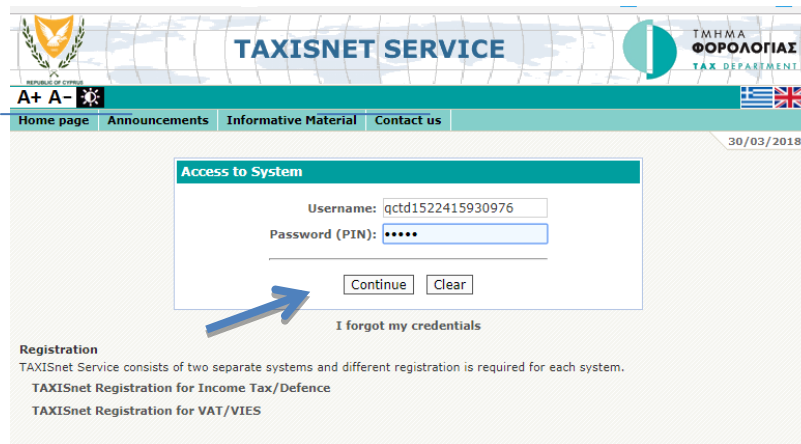 TAXISNET SERVICE
ΤΜΗΜΑ
ΦΟΡΟΛΟΓΙΑΣ
TAX DEPARTMENT
REPUBLIC OF CYPRUS
A+ A-
Home page Announcements Informative Material Contact us
30/03/2018
Access to System
Username: qctd1522415930976
Password (PIN): •••••
Continue Clear
I forgot my credentials
Registration
TAXISnet Service consists of two separate systems and different registration is required for each system.
TAXISnet Registration for Income Tax/Defence
TAXISnet Registration for VAT/VIES